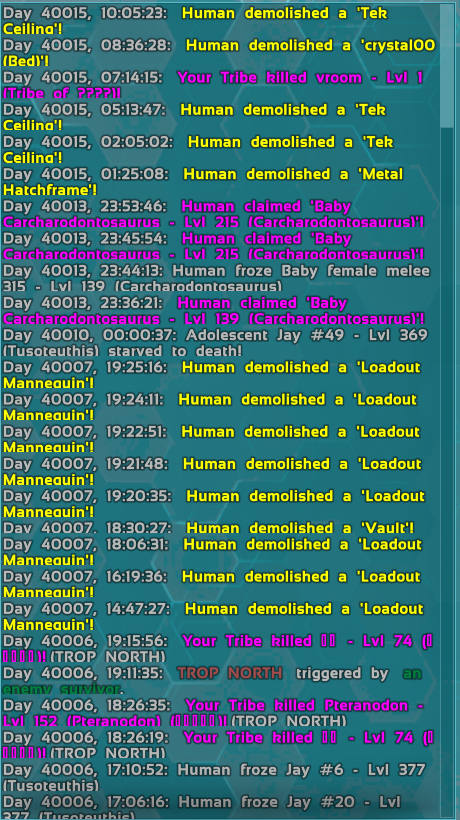 Day 40015, 10:05:23: Human demolished a 'Tek
Ceiling'!
Day 40015, 08:36:28: Human demolished a 'crystal00
(Bed)'!
Day 40015, 07:14:15: Your Tribe killed vroom - Lvl 1
(Tribe of ????)!
Day 40015, 05:13:47: Human demolished a 'Tek
Ceiling'!
Day 40015, 02:05:02: Human demolished a 'Tek
Ceiling'!
Day 40015, 01:25:08: Human demolished a 'Metal
Hatchframe'!
Day 40013, 23:53:46: Human claimed 'Baby
Carcharodontosaurus - Lvl 215 (Carcharodontosaurus)'!
Day 40013, 23:45:54: Human claimed 'Baby
Carcharodontosaurus - Lvl 215 (Carcharodontosaurus)'!
Day 40013, 23:44:13: Human froze Baby female melee
315 - Lvl 139 (Carcharodontosaurus)
Day 40013, 23:36:21: Human claimed 'Baby
Carcharodontosaurus - Lvl 139 (Carcharodontosaurus)'!
Day 40010, 00:00:37: Adolescent Jay #49 - Lvl 369
(Tusoteuthis) starved to death!
Day 40007, 19:25:16: Human demolished a 'Loadout
Mannequin'!
Day 40007, 19:24:11: Human demolished a 'Loadout
Mannequin'!
Day 40007, 19:22:51: Human demolished a 'Loadout
Mannequin'!
Day 40007, 19:21:48: Human demolished a 'Loadout
Mannequin'!
Day 40007, 19:20:35: Human demolished a 'Loadout
Mannequin'!
Day 40007, 18:30:27: Human demolished a 'Vault'!
Day 40007, 18:06:31: Human demolished a 'Loadout
Mannequin'!
Day 40007, 16:19:36: Human demolished a 'Loadout
Mannequin'!
Day 40007, 14:47:27: Human demolished a 'Loadout
Mannequin'!
Day 40006, 19:15:56: Your Tribe killed - Lvl 74 (
)! (TROP NORTH)
Day 40006, 19:11:35: TROP NORTH triggered by an
enemy survivor.
Day 40006, 18:26:35: Your Tribe killed Pteranodon -
Lvl 152 (Pteranodon) ( )! (TROP NORTH)
Day 40006, 18:26:19: Your Tribe killed - Lvl 74 (
)! (TROP NORTH)
Day 40006, 17:10:52: Human froze Jay #6 - Lvl 377
(Tusoteuthis)
Day 40006, 17:06:16: Human froze Jay #20 - Lvl
377 (Tusoteuthis)